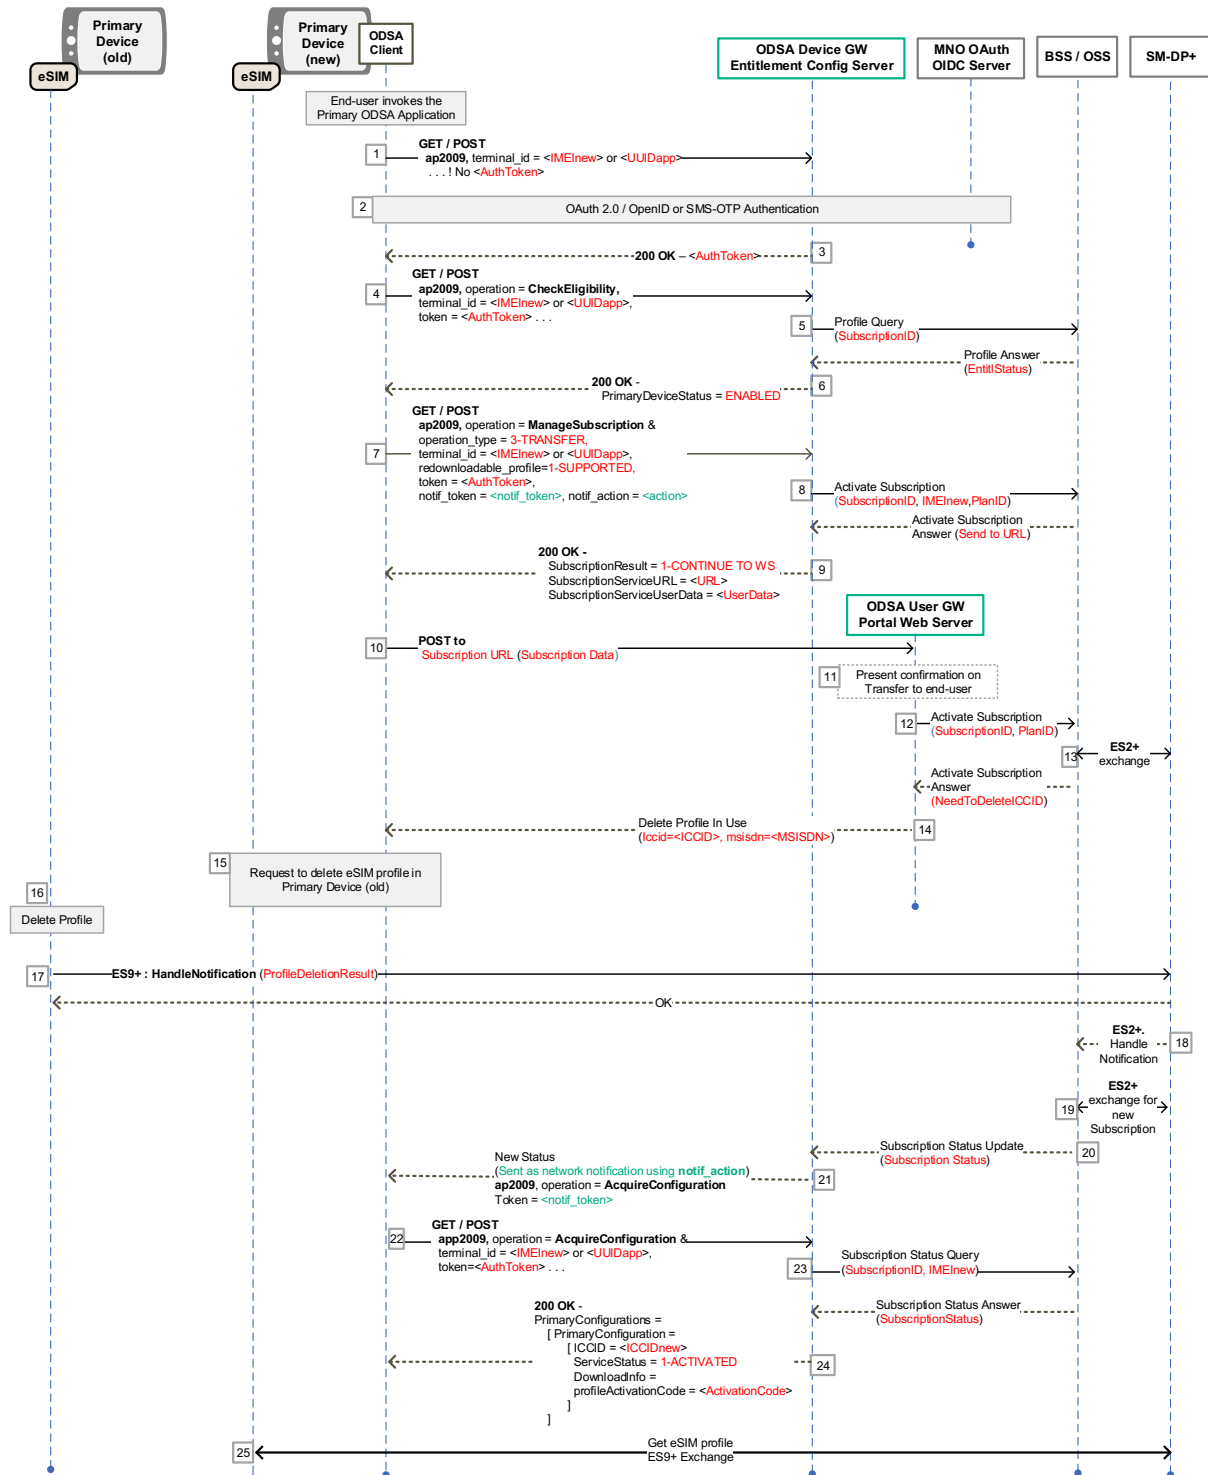 Primary
Device
(old)
eSIM
Primary
Device
(new)
eSIM
ODSA
Client
ODSA Device GW
Entitlement Config Server
MNO OAuth
OIDC Server
BSS / OSS
SM-DP+
End-user invokes the
Primary ODSA Application
1
GET / POST
ap2009, terminal_id = <IMEInew> or <UUIDapp>
. . . ! No <AuthToken>
2
OAuth 2.0 / OpenID or SMS-OTP Authentication
3
200 OK – <AuthToken>
4
GET / POST
ap2009, operation = CheckEligibility,
terminal_id = <IMEInew> or <UUIDapp>,
token = <AuthToken> . . .
5
Profile Query
(SubscriptionID)
Profile Answer
(EntitlStatus)
6
200 OK -
PrimaryDeviceStatus = ENABLED
7
GET / POST
ap2009, operation = ManageSubscription &
operation_type = 3-TRANSFER,
terminal_id = <IMEInew> or <UUIDapp>,
redownloadable_profile=1-SUPPORTED,
token = <AuthToken>,
notif_token = <notif_token>, notif_action = <action>
8
Activate Subscription
(SubscriptionID, IMEInew,PlanID)
Activate Subscription
Answer (Send to URL)
9
200 OK -
SubscriptionResult = 1-CONTINUE TO WS
SubscriptionServiceURL = <URL>
SubscriptionServiceUserData = <UserData>
ODSA User GW
Portal Web Server
10
POST to
Subscription URL (Subscription Data)
11
Present confirmation on
Transfer to end-user
12
Activate Subscription
(SubscriptionID, PlanID)
13
ES2+
exchange
Activate Subscription
Answer
(NeedToDeleteICCID)
14
Delete Profile In Use
(Iccid=<ICCID>, msisdn=<MSISDN>)
15
Request to delete eSIM profile in
Primary Device (old)
16
Delete Profile
17
ES9+ : HandleNotification (ProfileDeletionResult)
OK
18
ES2+.
Handle
Notification
19
ES2+
exchange for
new
Subscription
20
Subscription Status Update
(Subscription Status)
21
New Status
(Sent as network notification using notif_action)
ap2009, operation = AcquireConfiguration
Token = <notif_token>
22
GET / POST
app2009, operation = AcquireConfiguration &
terminal_id = <IMEInew> or <UUIDapp>,
token=<AuthToken> . . .
23
Subscription Status Query
(SubscriptionID, IMEInew)
Subscription Status Answer
(SubscriptionStatus)
24
200 OK -
PrimaryConfigurations =
[ PrimaryConfiguration =
[ ICCID = <ICCIDnew>
ServiceStatus = 1-ACTIVATED
DownloadInfo =
profileActivationCode = <ActivationCode>
]
]
25
Get eSIM profile
ES9+ Exchange